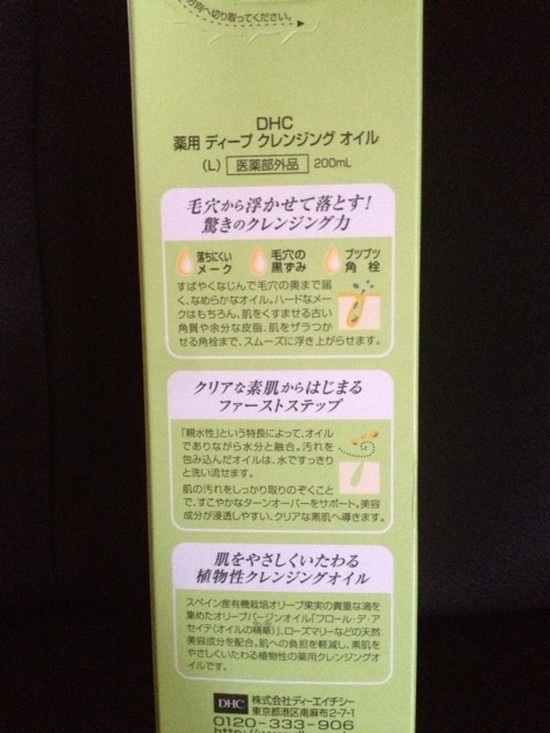 方向へ切り取ってください。
DHC
薬用 ディープ クレンジング オイル
(L) 医薬部外品 200mL
毛穴から浮かせて落とす!
驚きのクレンジング力
落ちにくい メーク
毛穴の 黒ずみ
ブツブツ 角栓
すばやくなじんで毛穴の奥まで届
く、なめらかなオイル。ハードなメー
クはもちろん、肌をくすませる古い
角質や余分な皮脂、肌をザラつか
せる角栓まで、スムーズに浮き上がらせます。
クリアな素肌からはじまる
ファーストステップ
「親水性」という特長によって、オイル
でありながら水分と融合。汚れを
包み込んだオイルは、水ですっきり
と洗い流せます。
肌の汚れをしっかり取りのぞくこと
で、すこやかなターンオーバーをサポート。美容
成分が浸透しやすい、クリアな素肌へ導きます。
肌をやさしくいたわる
植物性クレンジングオイル
スペイン産有機栽培オリーブ果実の貴重な滴を
集めたオリーブバージンオイル「フロール・デ・ア
セイテ(オイルの精華)」、ローズマリーなどの天然
美容成分を配合。肌への負担を軽減し、素肌を
やさしくいたわる植物性の薬用クレンジングオ
イルです。
DHC 株式会社ディーエイチシー
東京都港区南麻布2-7-1
0120-333-906